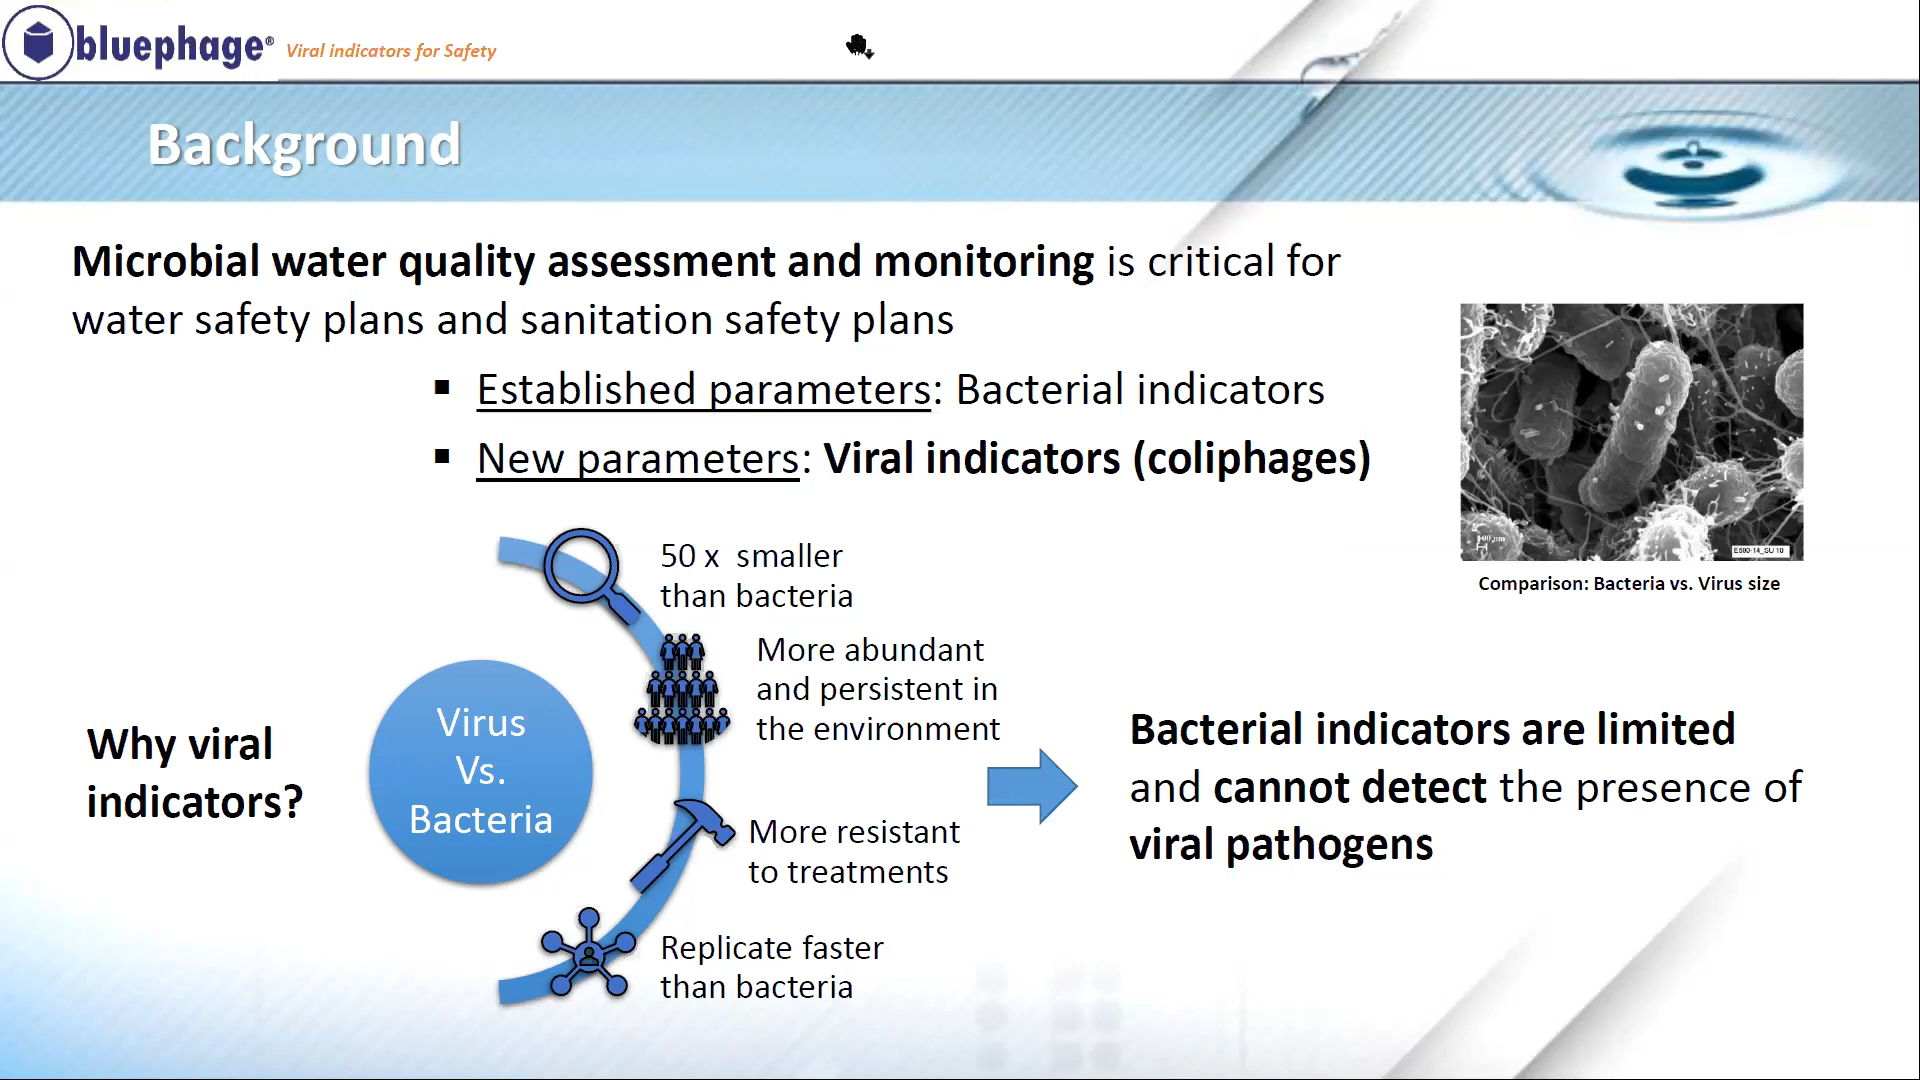 bluephage® Viral indicators for Safety
Background
Microbial water quality assessment and monitoring is critical for
water safety plans and sanitation safety plans
▪ Established parameters: Bacterial indicators
▪ New parameters: Viral indicators (coliphages)
E580-14_SU 10
Comparison: Bacteria vs. Virus size
Why viral
indicators?
Virus
Vs.
Bacteria
50 x smaller
than bacteria
More abundant
and persistent in
the environment
More resistant
to treatments
Replicate faster
than bacteria
Bacterial indicators are limited
and cannot detect the presence of
viral pathogens